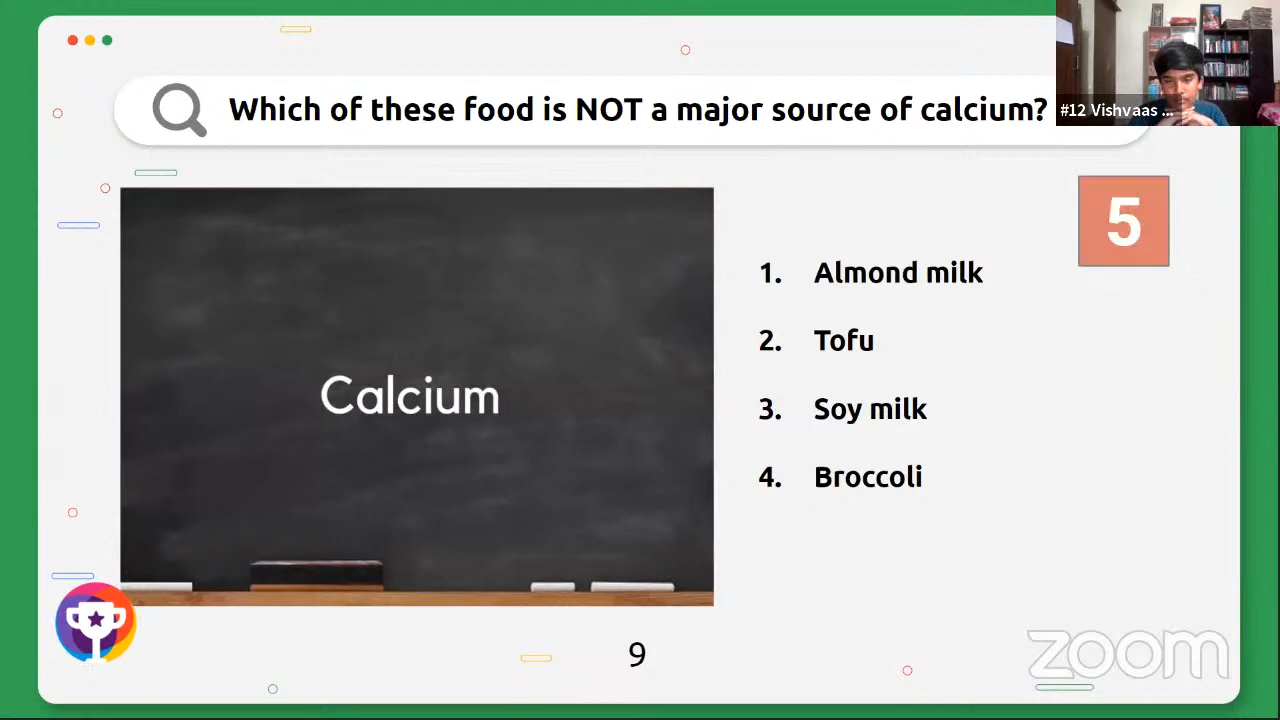 Which of these food is NOT a major source of calcium?
#12 Vishvaas ...
5
Calcium
1. Almond milk
2. Tofu
3. Soy milk
4. Broccoli
9
zoom